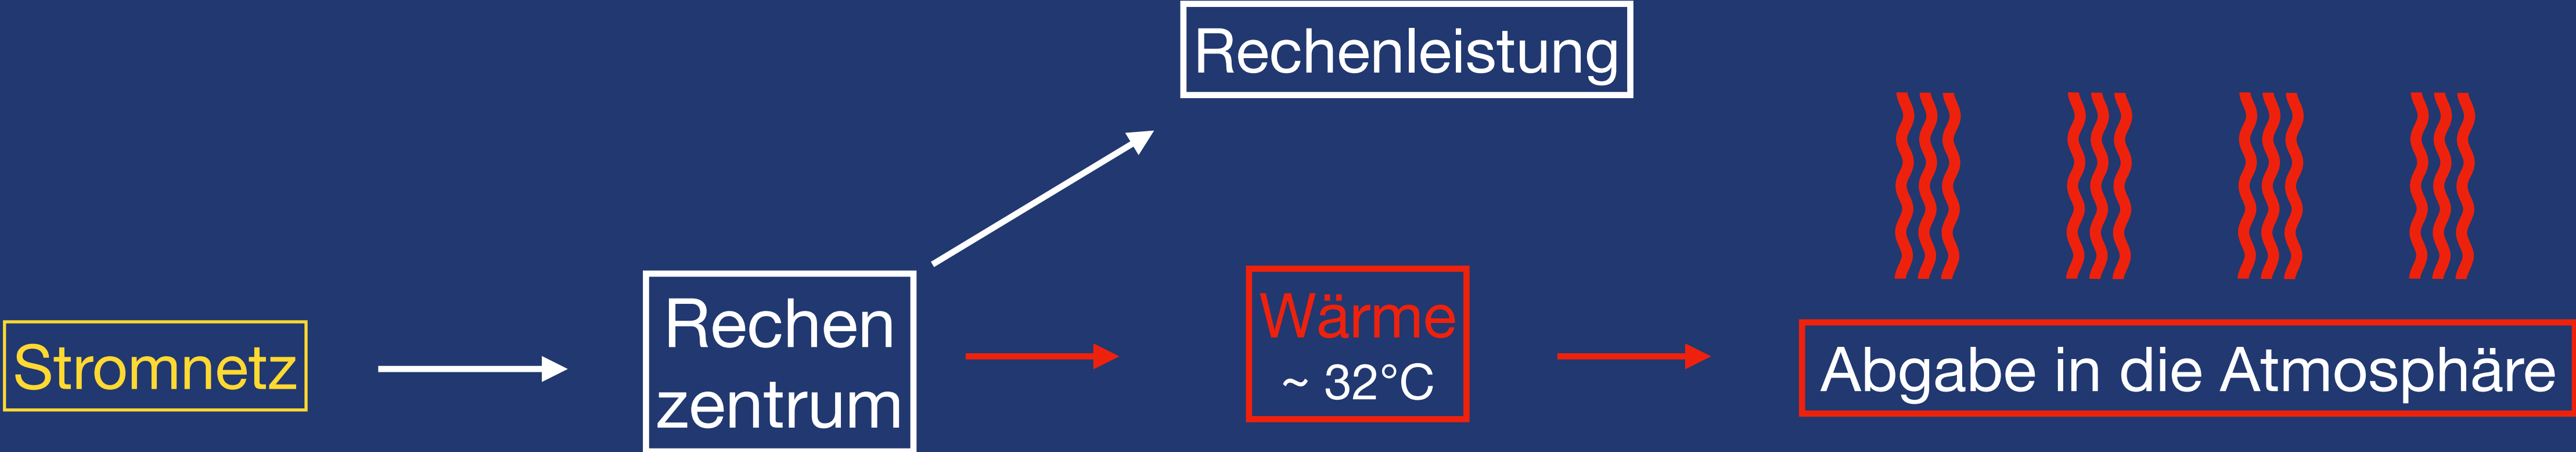 Rechenleistung
Stromnetz
Rechen
zentrum
Wärme
~ 32°C
Abgabe in die Atmosphäre